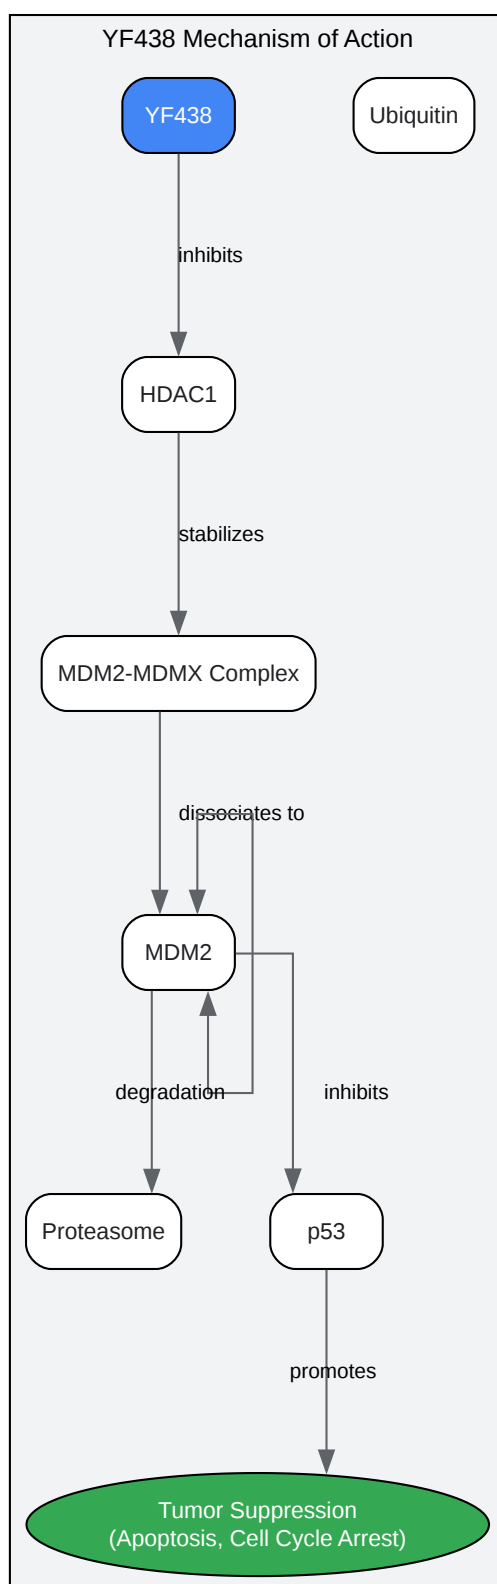 YF438 Mechanism of Action
YF438
Ubiquitin
inhibits
HDAC1
stabilizes
MDM2-MDMX Complex
dissociates to
MDM2
degradation
inhibits
Proteasome
p53
promotes
Tumor Suppression
(Apoptosis, Cell Cycle Arrest)